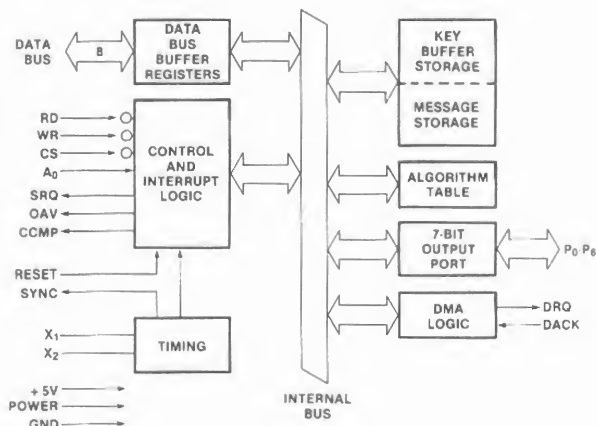 DATA
BUS
8
DATA
BUS
BUFFER
REGISTERS
RD
WR
CS
A0
SRQ
OAV
CCMP
CONTROL
AND
INTERRUPT
LOGIC
RESET
SYNC
X1
X2
TIMING
+5V
POWER
GND
INTERNAL
BUS
KEY
BUFFER
STORAGE
MESSAGE
STORAGE
ALGORITHM
TABLE
7-BIT
OUTPUT
PORT
P0-P6
DMA
LOGIC
DRQ
DACK